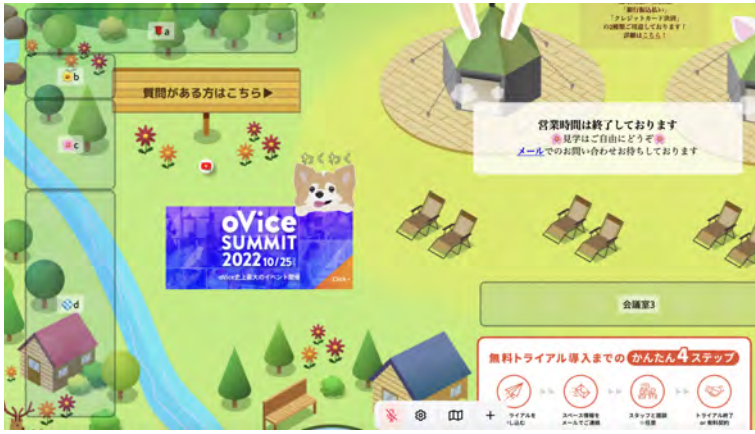 「銀行振込払い」
「クレジットカード決済」
の2種類ご用意しております！
詳細はこちら！
a
b
質問がある方はこちら▶
c
営業時間は終了しております
見学はご自由にどうぞ
メールでのお問い合わせお待ちしております
わくわく
oVice
SUMMIT
2022 10/25
oVice史上最大のイベント開催
Click
d
会議室3
無料トライアル導入までの かんたん4ステップ
トライアルを
し込む
スペース情報を
メールでご連絡
スタッフと面談
※任意
トライアル終了
or 有料契約